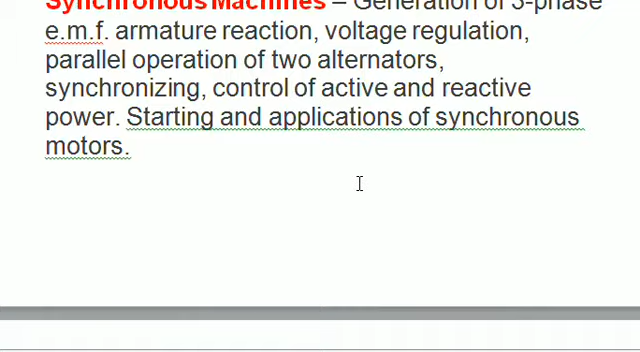 Synchronous Machines – Generation of 3-phase
e.m.f. armature reaction, voltage regulation,
parallel operation of two alternators,
synchronizing, control of active and reactive
power. Starting and applications of synchronous
motors.